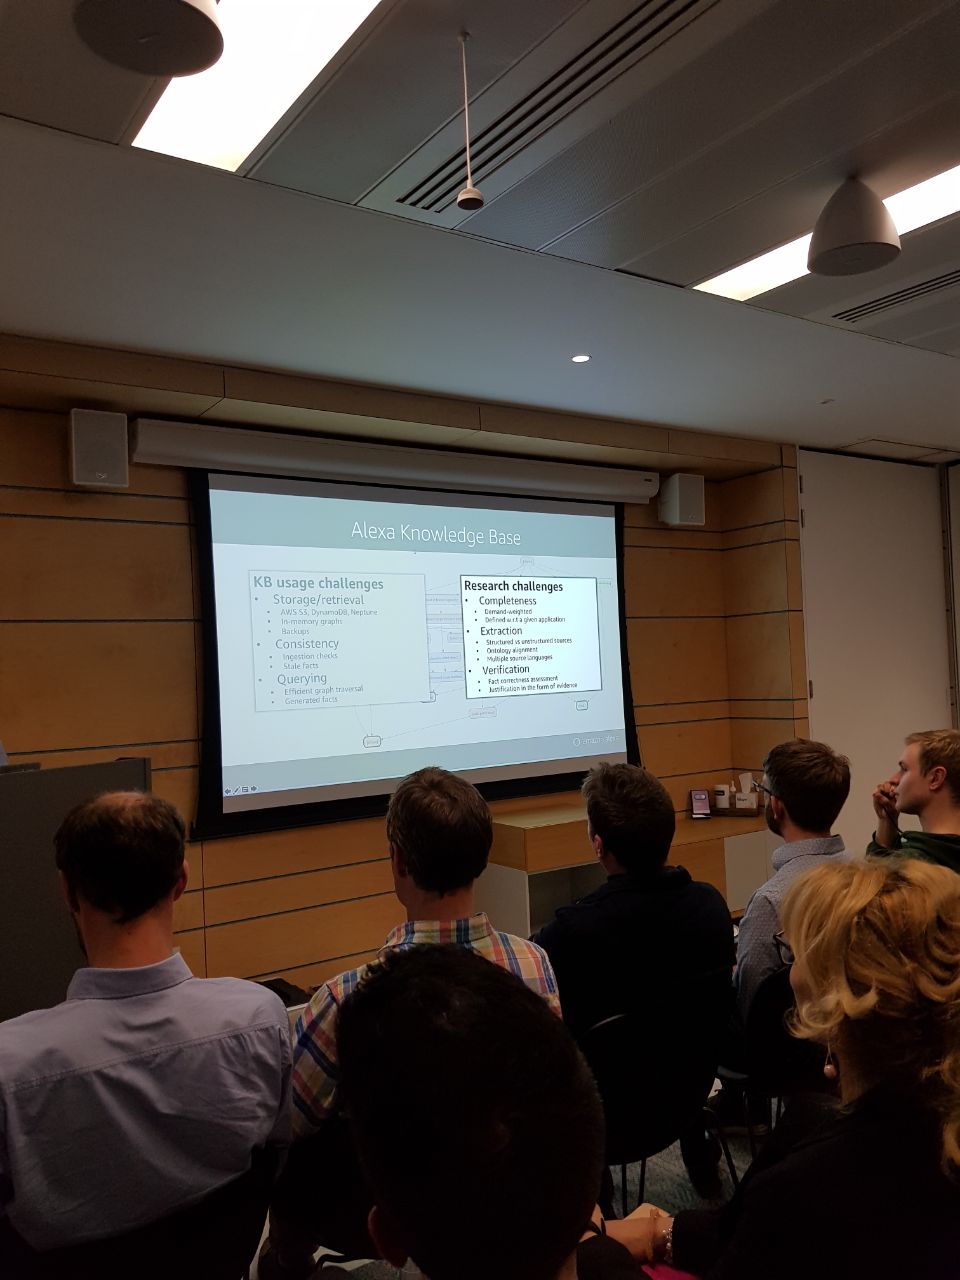 Alexa Knowledge Base
KB usage challenges
• Storage/retrieval
• AWS S3, DynamoDB, Neptune
• In-memory graphs
• Backups
• Consistency
• Ingestion checks
• Stale facts
• Querying
• Efficient graph traversal
• Generated facts
Research challenges
• Completeness
• Demand-weighted
• Defined w.r.t a given application
• Extraction
• Structured vs unstructured sources
• Ontology alignment
• Multiple source languages
• Verification
• Fact correctness assessment
• Justification in the form of evidence
amazon alexa